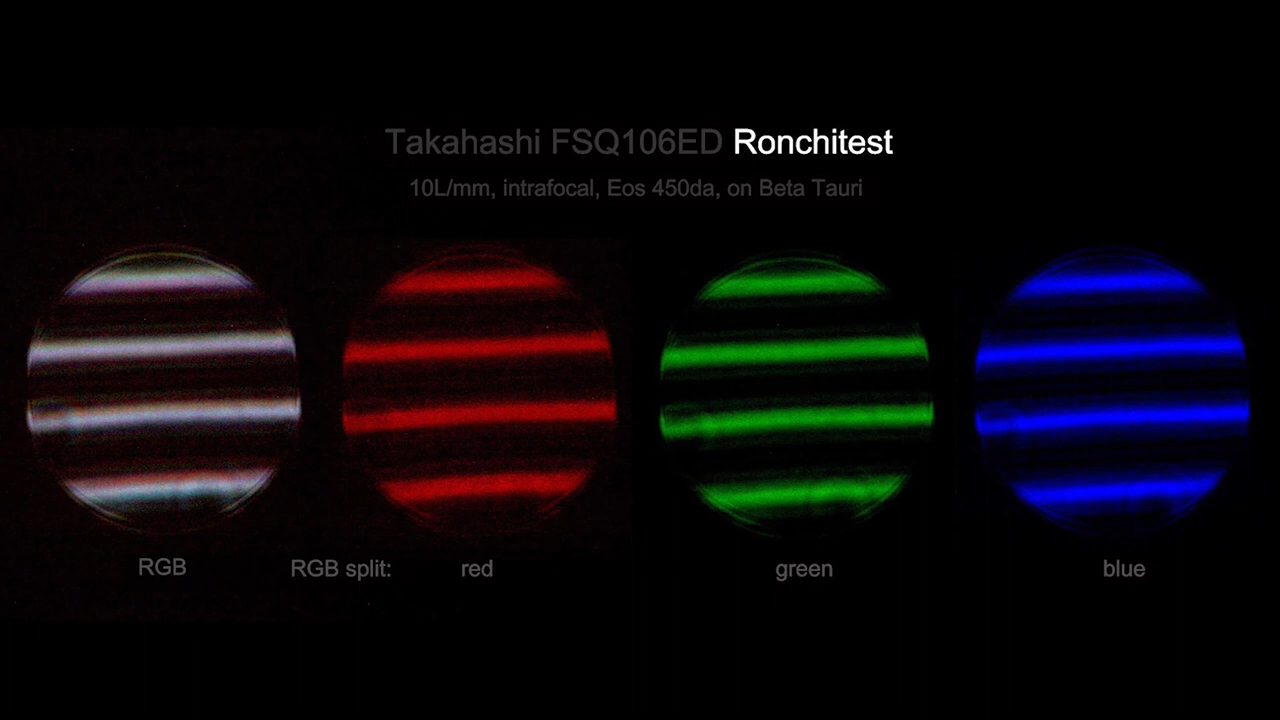 Takahashi FSQ106ED Ronchitest
10L/mm, intrafocal, Eos 450da, on Beta Tauri
RGB
RGB split:
red
green
blue